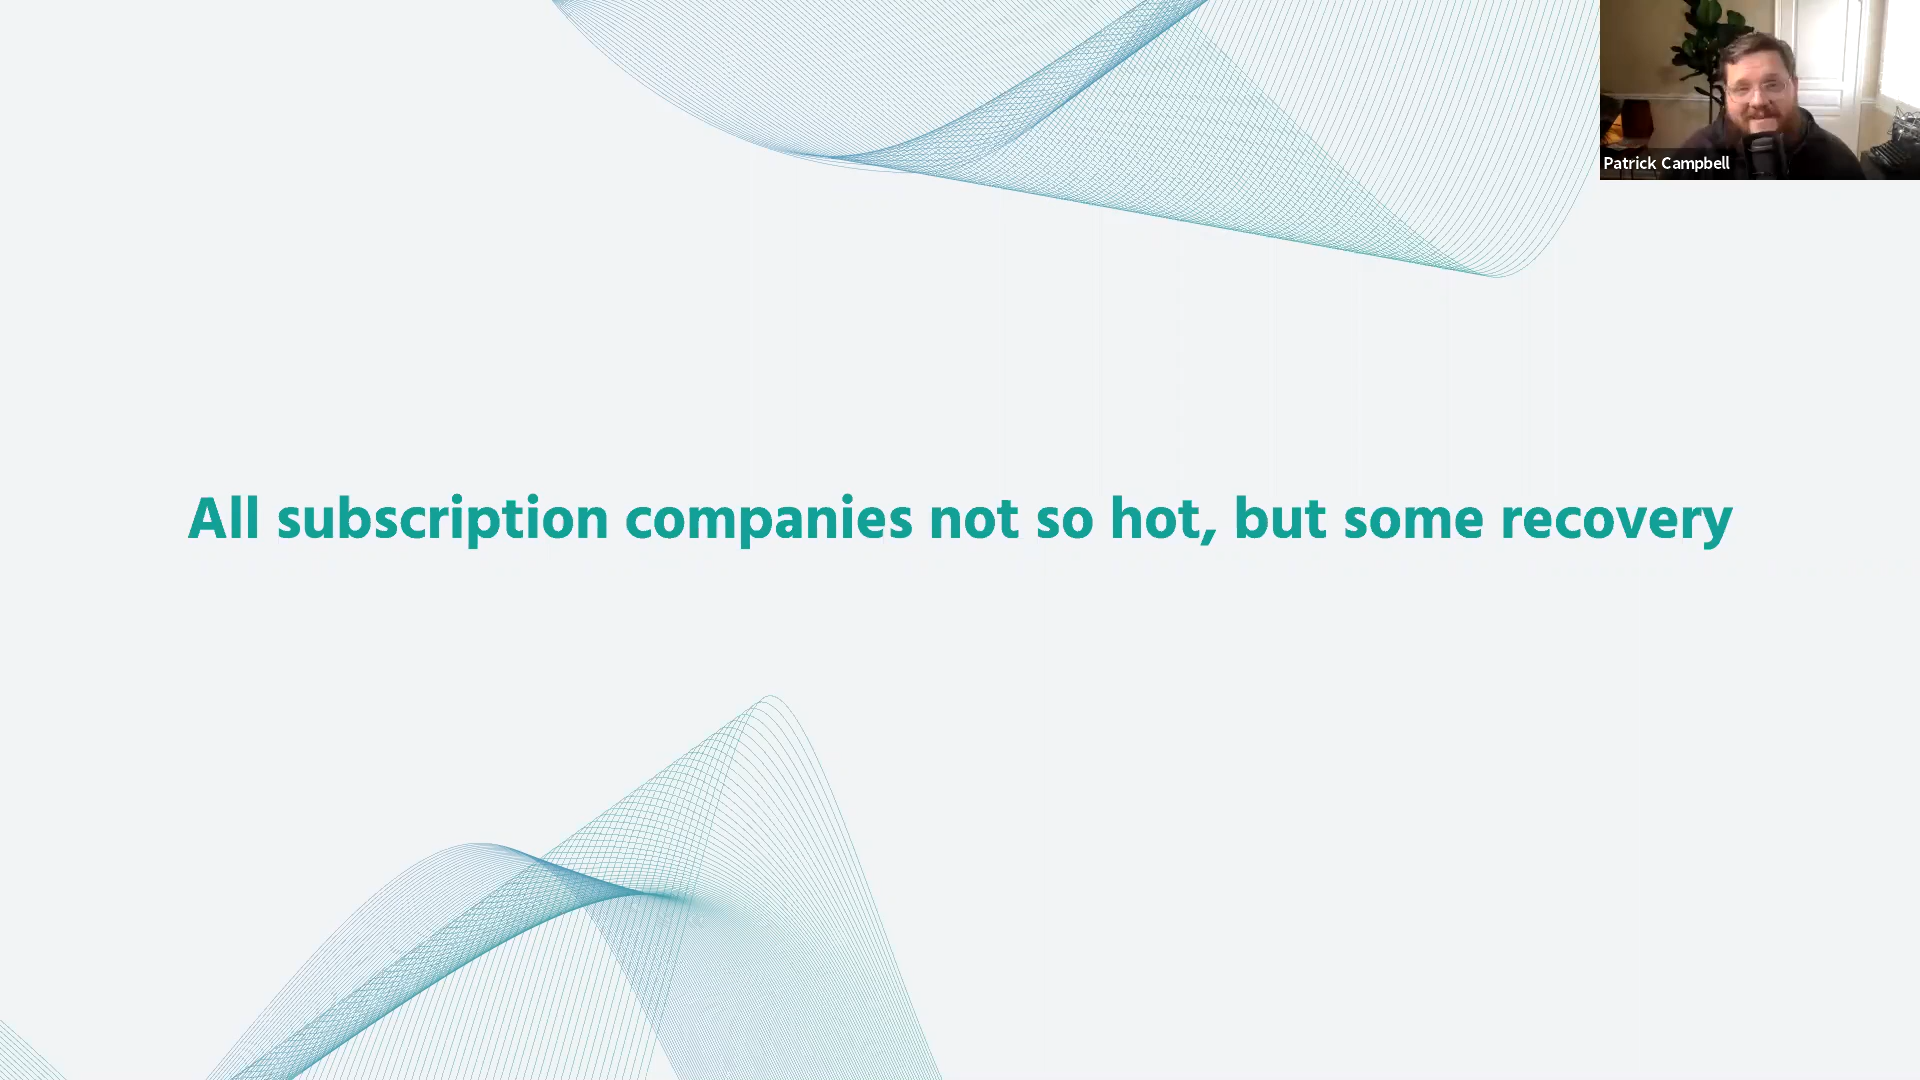 Patrick Campbell
All subscription companies not so hot, but some recovery